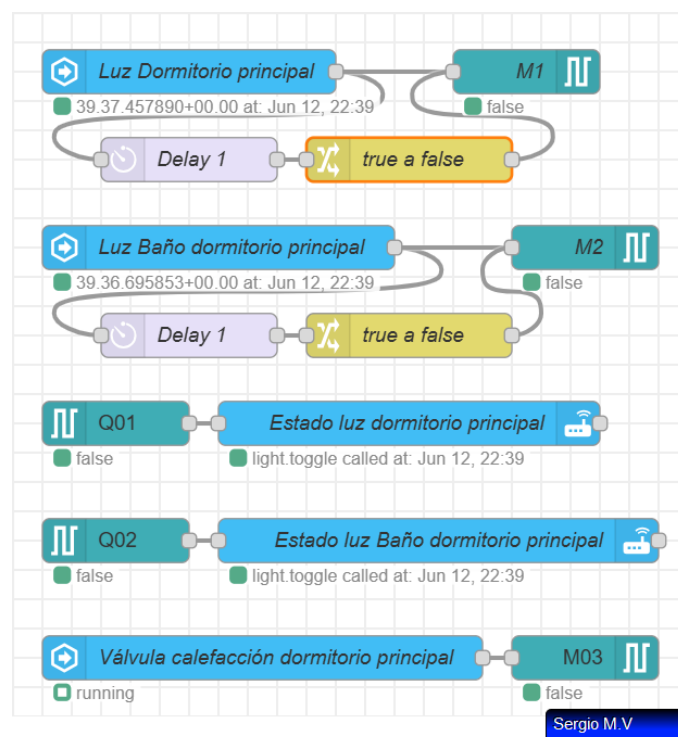 Luz Dormitorio principal
M1
39.37.457890+00.00 at: Jun 12, 22:39
false
Delay 1
true a false
Luz Baño dormitorio principal
M2
39.36.695853+00.00 at: Jun 12, 22:39
false
Delay 1
true a false
Q01
Estado luz dormitorio principal
false
light.toggle called at: Jun 12, 22:39
Q02
Estado luz Baño dormitorio principal
false
light.toggle called at: Jun 12, 22:39
Válvula calefacción dormitorio principal
M03
running
false
Sergio M.V